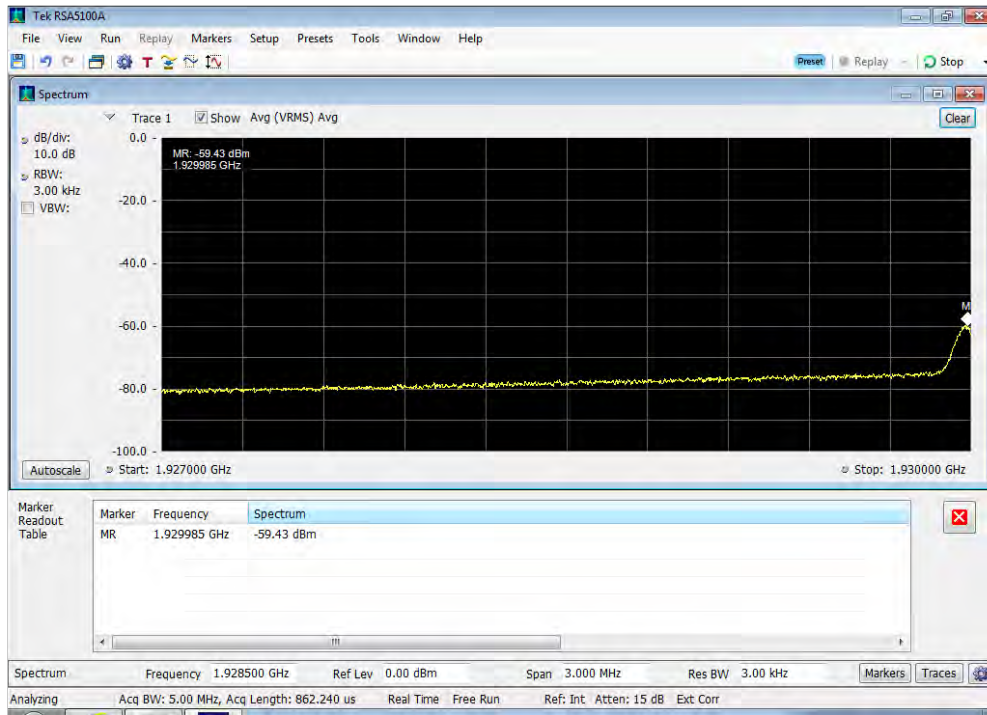 Tek RSA5100A
File View Run Replay Markers Setup Presets Tools Window Help
T Preset Replay Stop
Spectrum
Trace 1 Show Avg (VRMS) Avg Clear
dB/div:
10.0 dB
RBW:
3.00 kHz
VBW:
0.0
MR: -59.43 dBm
1.929985 GHz
-20.0
-40.0
M
-60.0
-80.0
-100.0
Autoscale Start: 1.927000 GHz Stop: 1.930000 GHz
Marker
Readout
Table
Marker Frequency Spectrum
MR 1.929985 GHz -59.43 dBm
Spectrum Frequency 1.928500 GHz Ref Lev 0.00 dBm Span 3.000 MHz Res BW 3.00 kHz Markers Traces
Analyzing Acq BW: 5.00 MHz, Acq Length: 862.240 us Real Time Free Run Ref: Int Atten: 15 dB Ext Corr